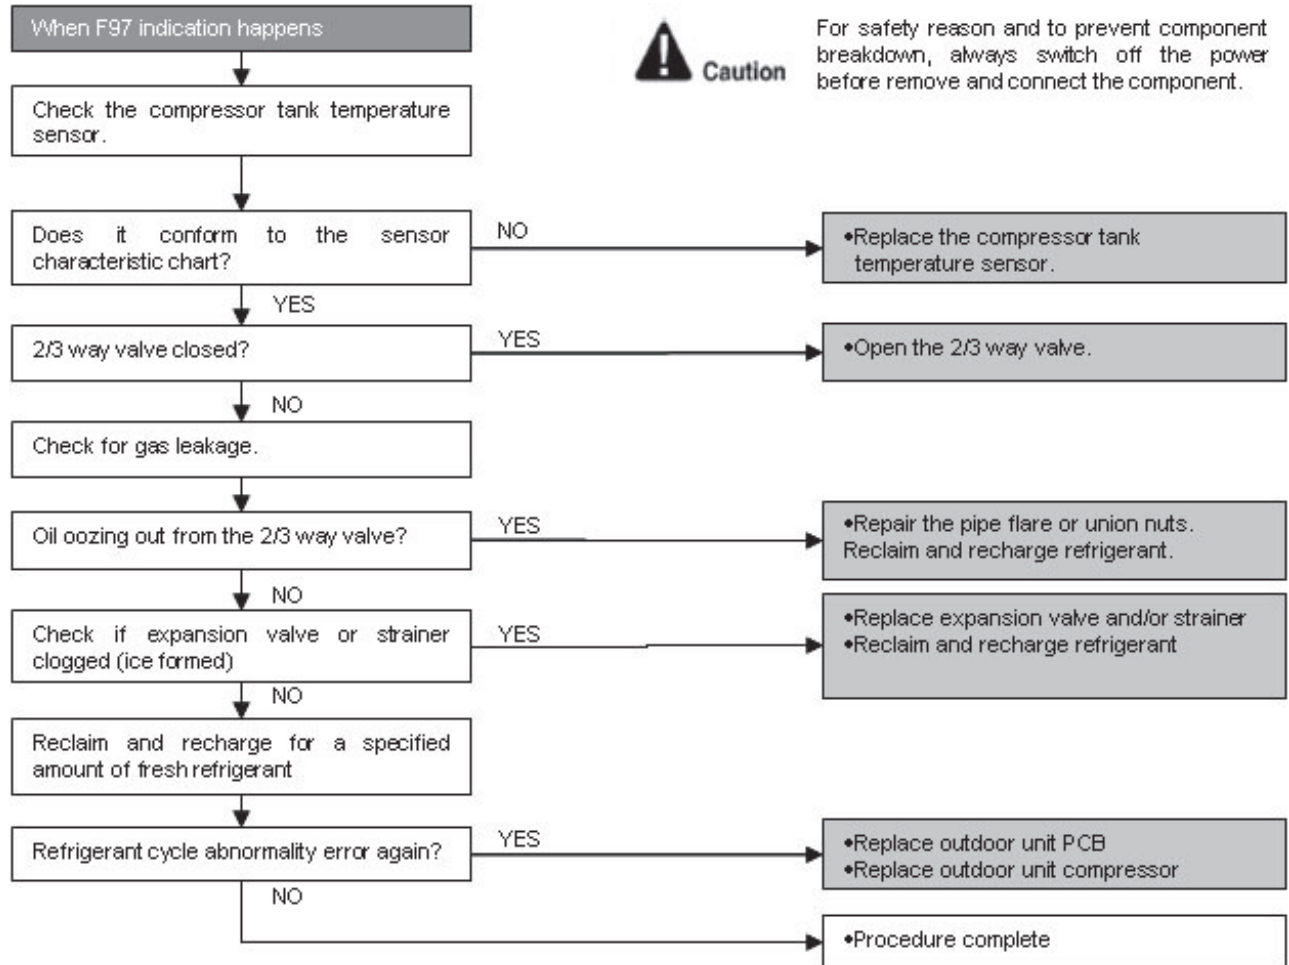 When F97 indication happens
Caution
For safety reason and to prevent component
breakdown, always switch off the power
before remove and connect the component.
Check the compressor tank temperature
sensor.
Does it conform to the sensor
characteristic chart?
NO
•Replace the compressor tank
temperature sensor.
YES
2/3 way valve closed?
YES
•Open the 2/3 way valve.
NO
Check for gas leakage.
Oil oozing out from the 2/3 way valve?
YES
•Repair the pipe flare or union nuts.
Reclaim and recharge refrigerant.
NO
Check if expansion valve or strainer
clogged (ice formed)
YES
•Replace expansion valve and/or strainer
•Reclaim and recharge refrigerant
NO
Reclaim and recharge for a specified
amount of fresh refrigerant
Refrigerant cycle abnormality error again?
YES
•Replace outdoor unit PCB
•Replace outdoor unit compressor
NO
•Procedure complete